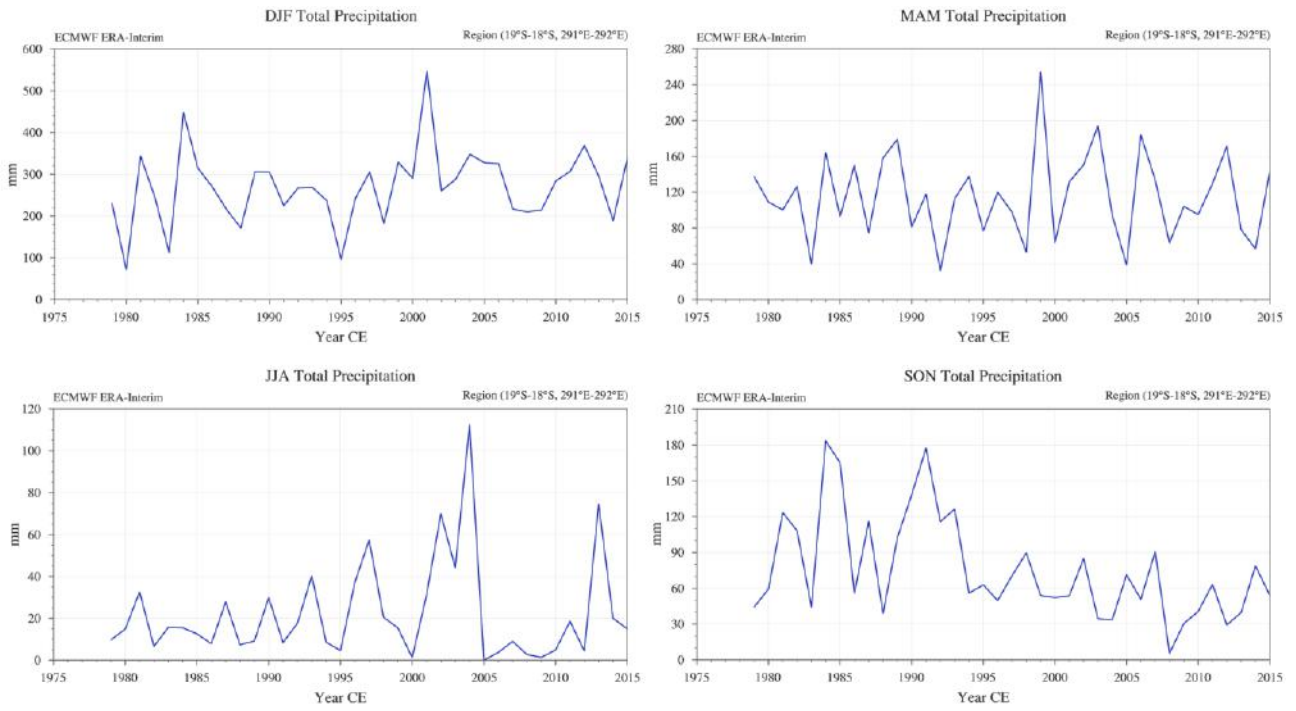 DJF Total Precipitation
ECMWF ERA-Interim Region (19°S-18°S, 291°E-292°E)
600
500
400
300
200
100
0
mm
1975 1980 1985 1990 1995 2000 2005 2010 2015
Year CE
MAM Total Precipitation
ECMWF ERA-Interim Region (19°S-18°S, 291°E-292°E)
280
240
200
160
120
80
40
0
mm
1975 1980 1985 1990 1995 2000 2005 2010 2015
Year CE
JJA Total Precipitation
ECMWF ERA-Interim Region (19°S-18°S, 291°E-292°E)
120
100
80
60
40
20
0
mm
1975 1980 1985 1990 1995 2000 2005 2010 2015
Year CE
SON Total Precipitation
ECMWF ERA-Interim Region (19°S-18°S, 291°E-292°E)
210
180
150
120
90
60
30
0
mm
1975 1980 1985 1990 1995 2000 2005 2010 2015
Year CE